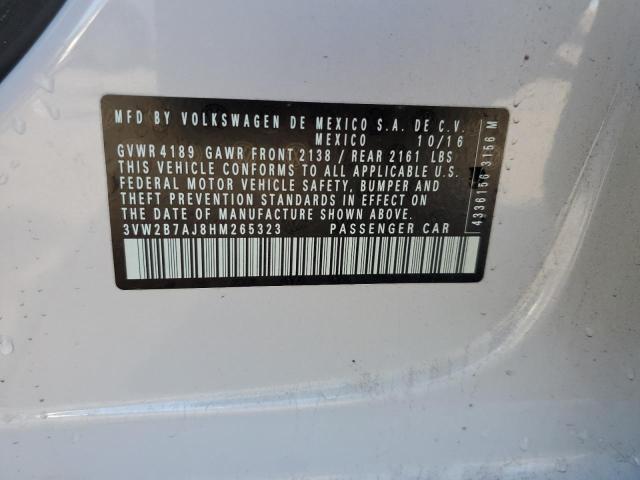 MFD BY VOLKSWAGEN DE MEXICO S.A. DE C.V.
MEXICO 10/16
GVWR 4189 GAWR FRONT 2138 / REAR 2161 LBS
THIS VEHICLE CONFORMS TO ALL APPLICABLE U.S.
FEDERAL MOTOR VEHICLE SAFETY, BUMPER AND
THEFT PREVENTION STANDARDS IN EFFECT ON
THE DATE OF MANUFACTURE SHOWN ABOVE
3VW2B7AJ8HM265323 PASSENGER CAR
4336156 3156 M